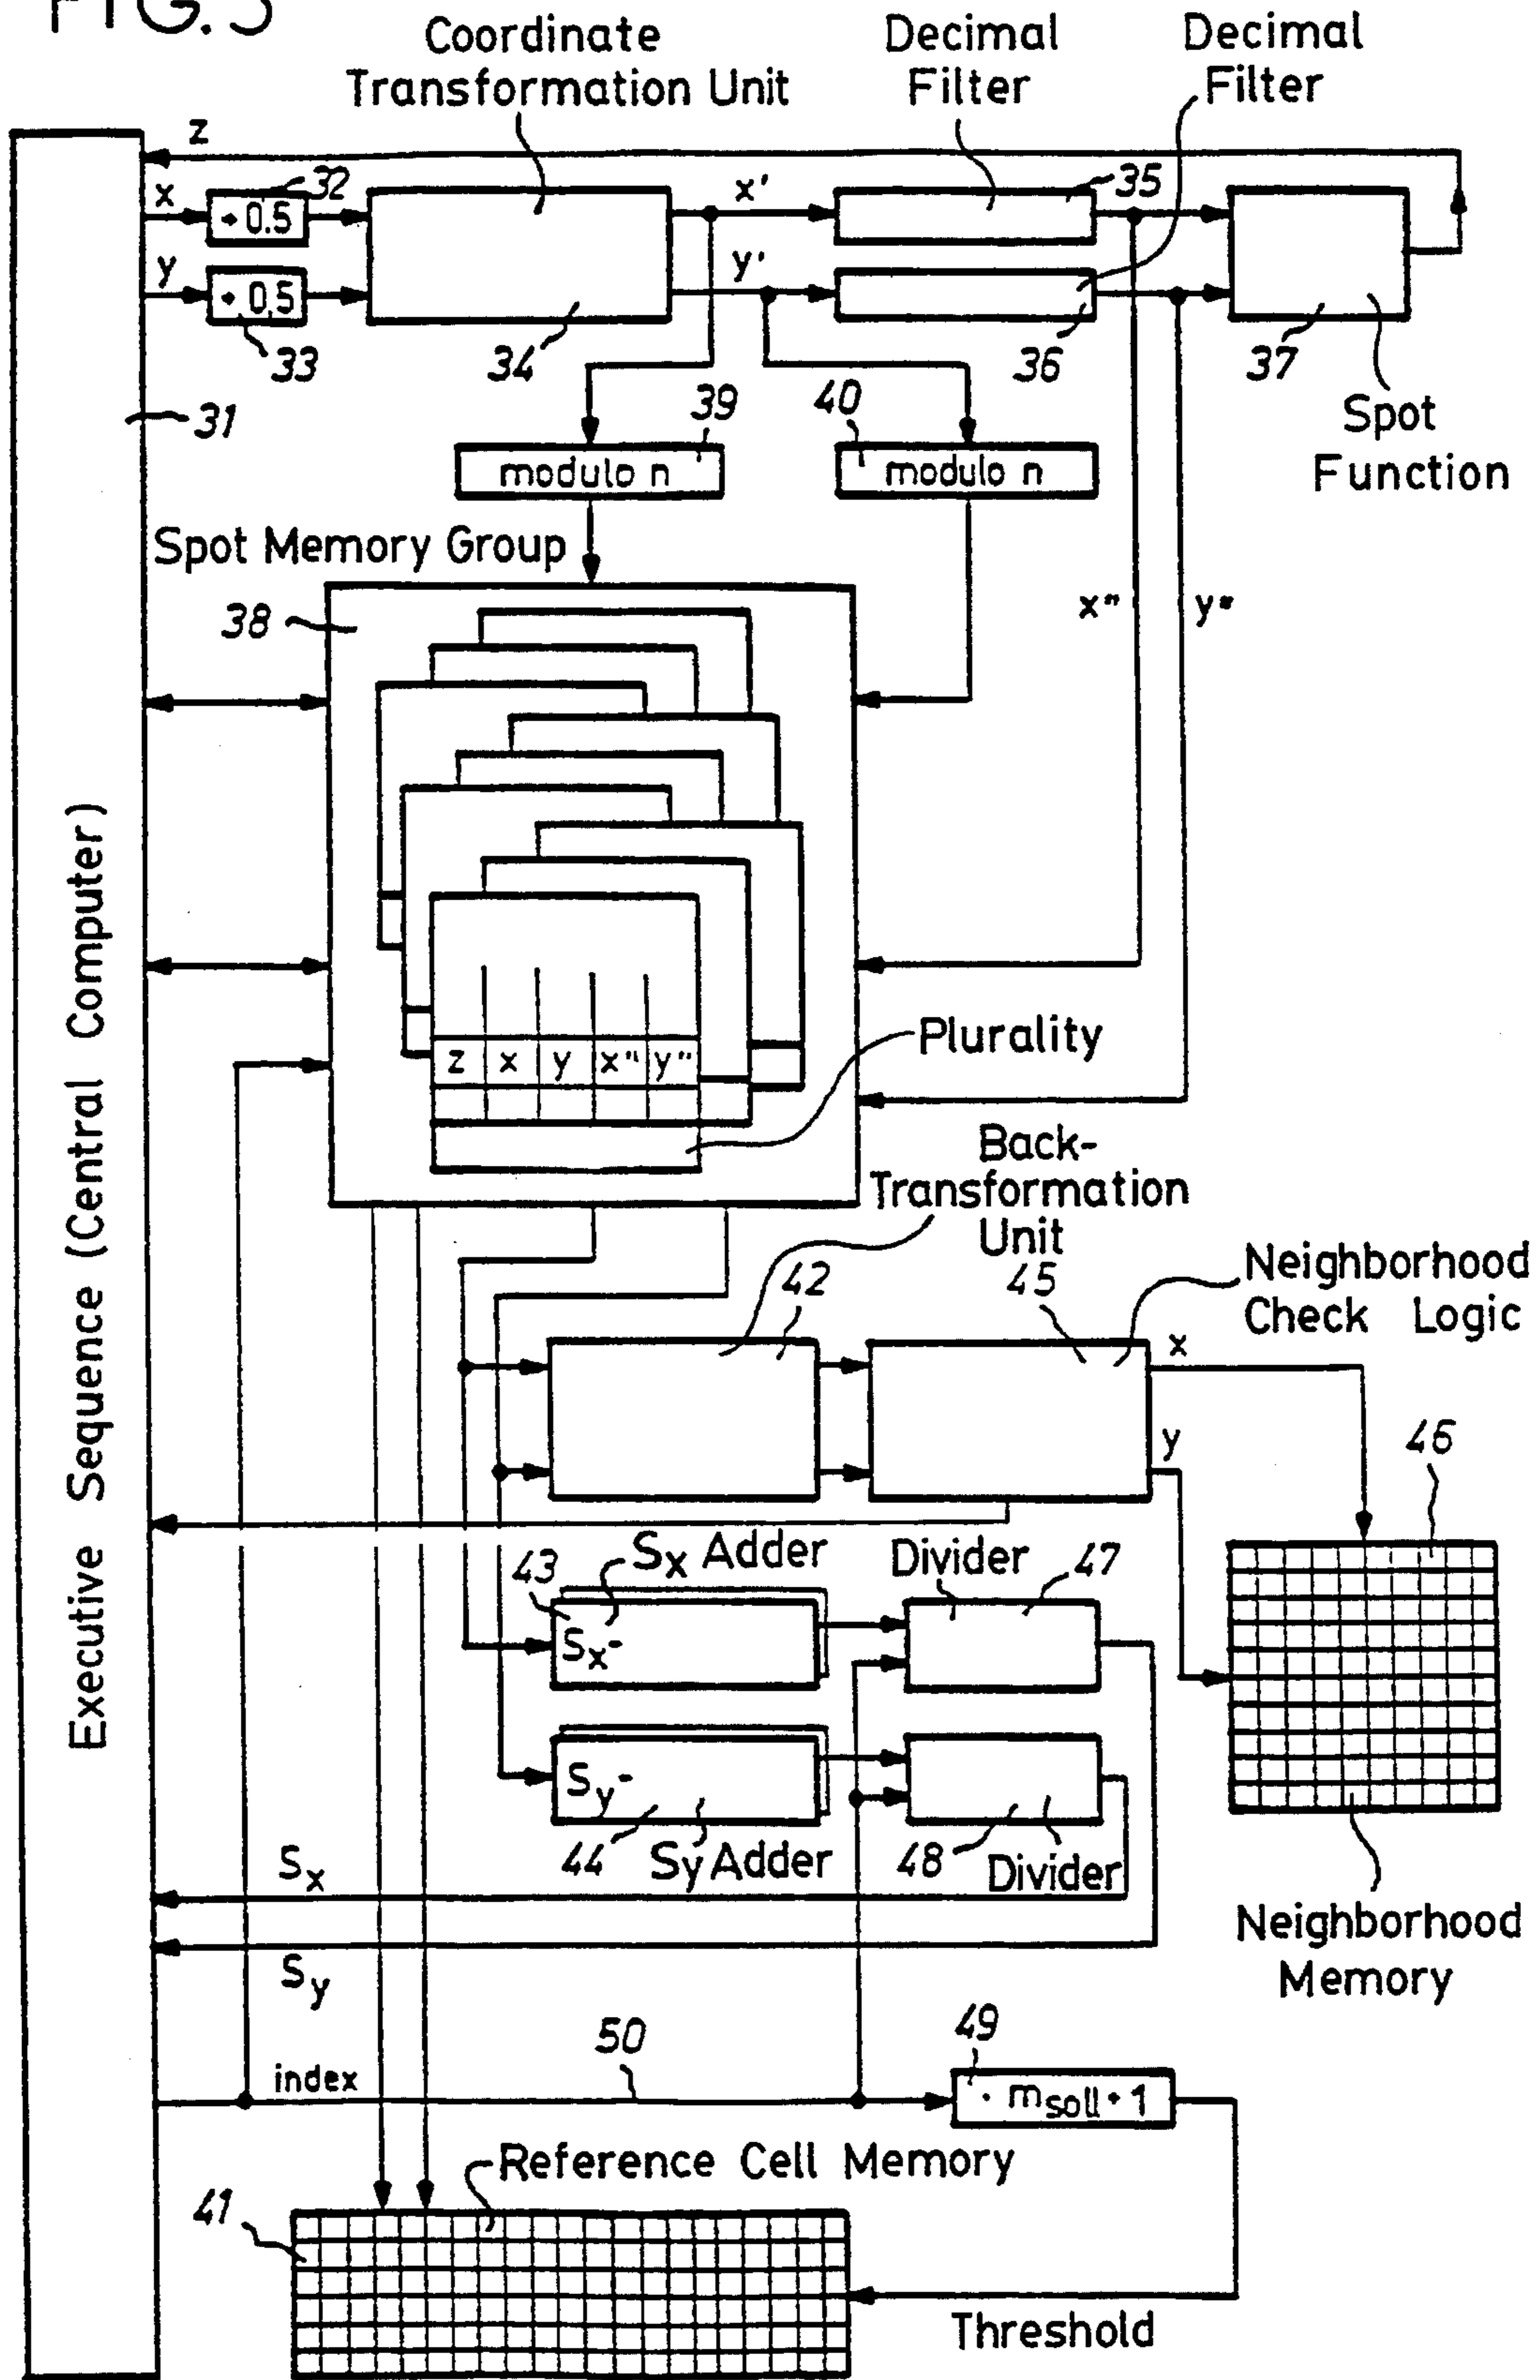 FIG. 5
Coordinate
Transformation Unit
Decimal
Filter
Decimal
Filter
z
x
32
+ 0.5
x'
35
y
+ 0,5
y'
33
34
36
37
31
39
40
Spot
Function
modulo n
modulo n
Spot Memory Group
38
x"
y"
Plurality
z x y x" y"
Back-
Transformation
Unit
42
45
Neighborhood
Check Logic
x
y
46
Executive Sequence (Central Computer)
43
Sx Adder
Divider
47
Sx-
Sy-
44
Sy Adder
48
Divider
Sx
Sy
Neighborhood
Memory
50
49
index
· msoll + 1
Reference Cell Memory
41
Threshold